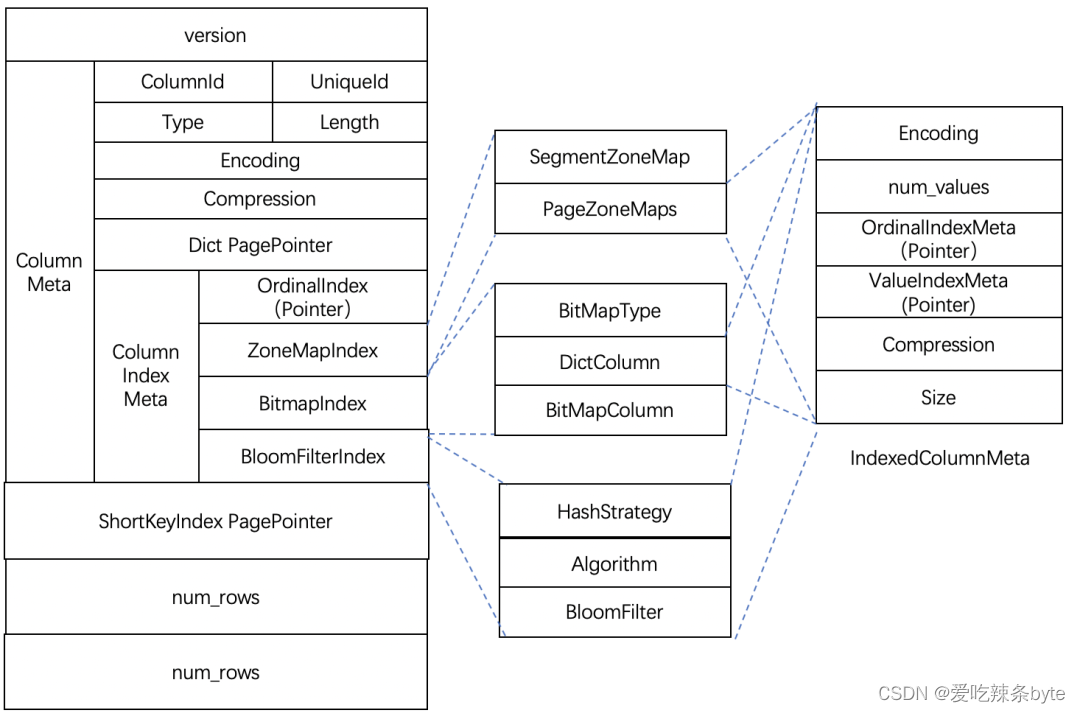 version
ColumnId
UniqueId
Type
Length
Encoding
Compression
Dict PagePointer
Column
Meta
Column
Index
Meta
OrdinalIndex
（Pointer）
ZoneMapIndex
BitmapIndex
BloomFilterIndex
ShortKeyIndex PagePointer
num_rows
num_rows
SegmentZoneMap
PageZoneMaps
BitMapType
DictColumn
BitMapColumn
HashStrategy
Algorithm
BloomFilter
Encoding
num_values
OrdinalIndexMeta
（Pointer）
ValueIndexMeta
(Pointer)
Compression
Size
IndexedColumnMeta
CSDN @爱吃辣条byte